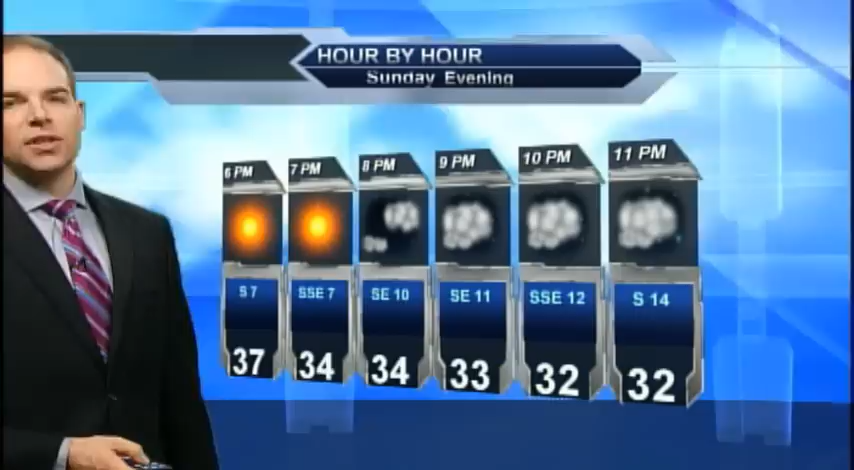 HOUR BY HOUR
Sunday Evening
6 PM 7 PM 8 PM 9 PM 10 PM 11 PM
S 7 SSE 7 SE 10 SE 11 SSE 12 S 14
37 34 34 33 32 32